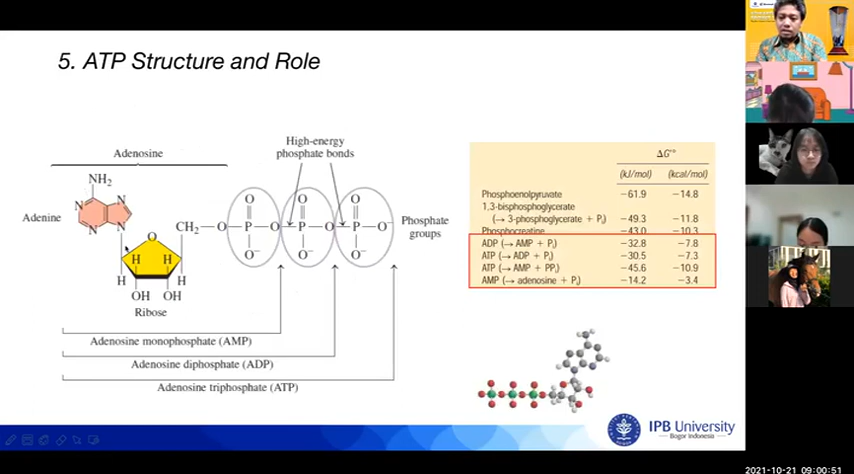 5. ATP Structure and Role
High-energy
phosphate bonds
Adenosine
NH₂
Adenine
N
N
N
N
O
CH₂
O
O
P
O⁻
O
O
P
O⁻
O
O
P
O⁻
O⁻
Phosphate
groups
O
H
H
H
H
OH
OH
Ribose
Adenosine monophosphate (AMP)
Adenosine diphosphate (ADP)
Adenosine triphosphate (ATP)
ΔG′°
(kJ/mol) (kcal/mol)
Phosphoenolpyruvate −61.9 −14.8
1,3-bisphosphoglycerate
(→ 3-phosphoglycerate + Pᵢ) −49.3 −11.8
Phosphocreatine −43.0 −10.3
ADP (→ AMP + Pᵢ) −32.8 −7.8
ATP (→ ADP + Pᵢ) −30.5 −7.3
ATP (→ AMP + PPᵢ) −45.6 −10.9
AMP (→ adenosine + Pᵢ) −14.2 −3.4
IPB University
Bogor Indonesia
2021-10-21 09:00:51